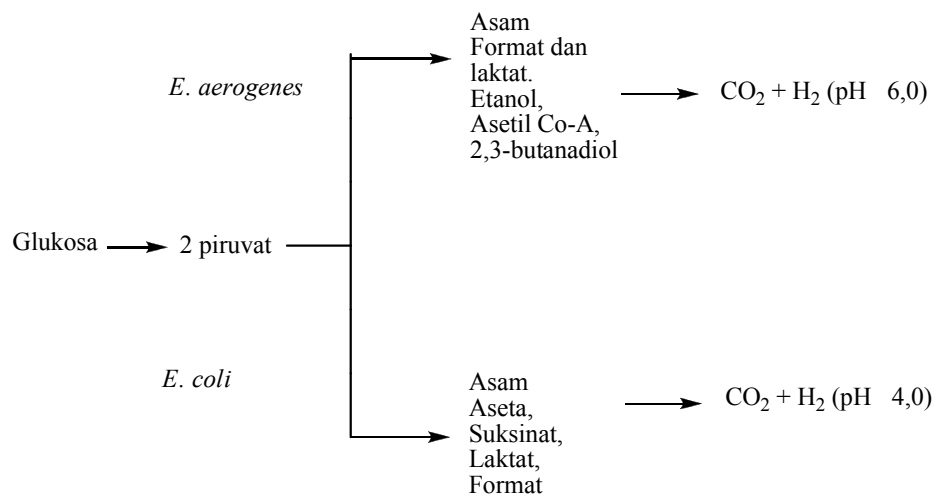 Asam
Format dan
laktat.
Etanol,
Asetil Co-A,
2,3-butanadiol
E. aerogenes
CO₂ + H₂ (pH 6,0)
Glukosa
2 piruvat
E. coli
Asam
Aseta,
Suksinat,
Laktat,
Format
CO₂ + H₂ (pH 4,0)